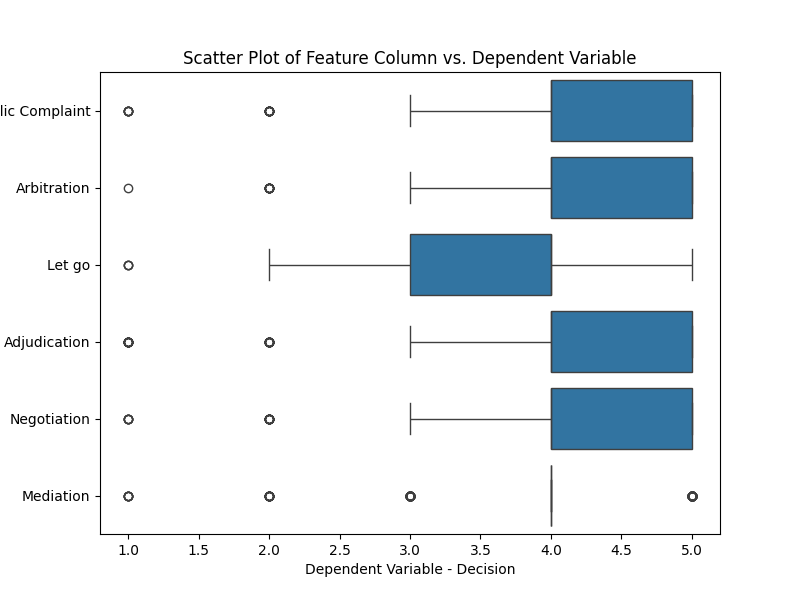 Scatter Plot of Feature Column vs. Dependent Variable
lic Complaint
Arbitration
Let go
Adjudication
Negotiation
Mediation
1.0 1.5 2.0 2.5 3.0 3.5 4.0 4.5 5.0
Dependent Variable - Decision